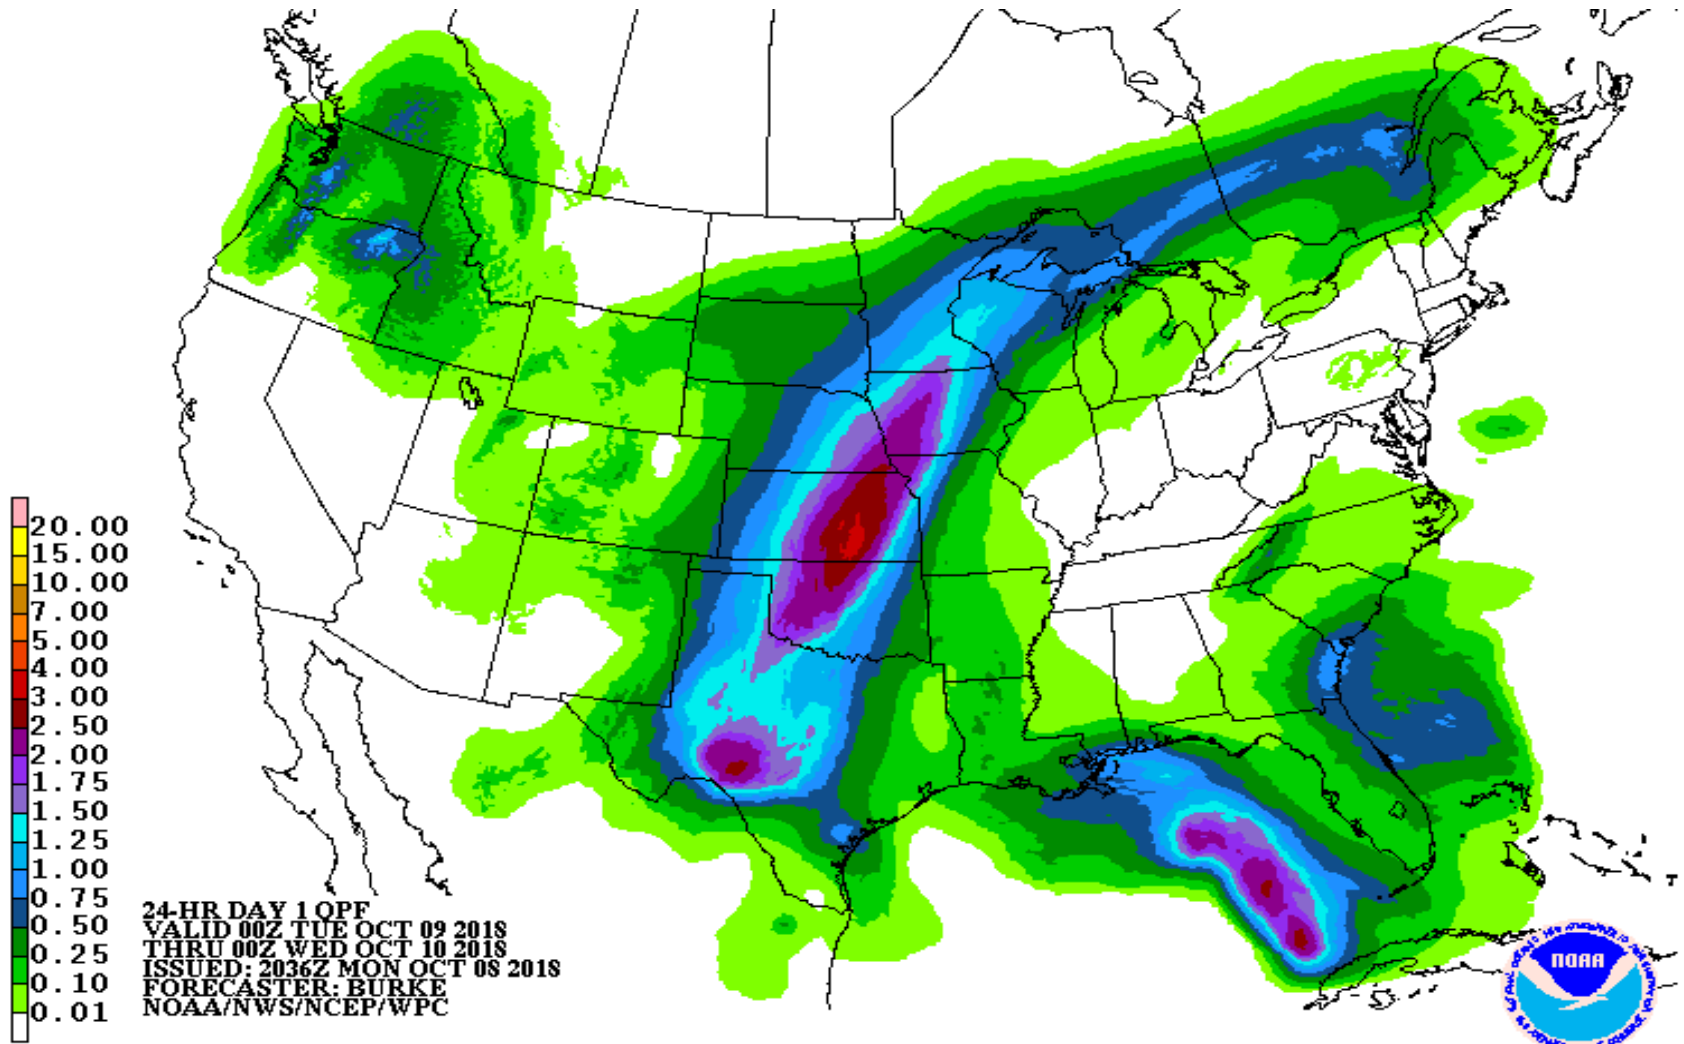 20.00
15.00
10.00
7.00
5.00
4.00
3.00
2.50
2.00
1.75
1.50
1.25
1.00
0.75
0.50
0.25
0.10
0.01
24-HR DAY 1 QPF
VALID 00Z TUE OCT 09 2018
THRU 00Z WED OCT 10 2018
ISSUED: 2036Z MON OCT 08 2018
FORECASTER: BURKE
NOAA/NWS/NCEP/WPC
NOAA